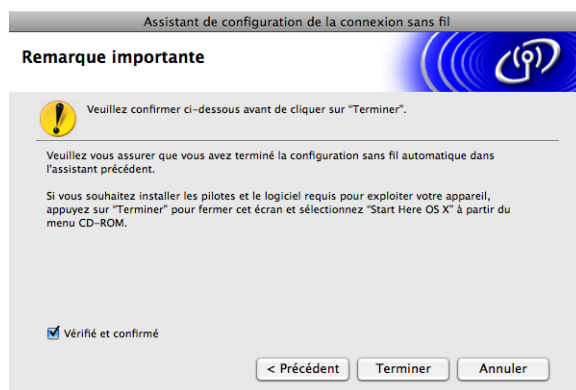 Assistant de configuration de la connexion sans fil
Remarque importante
Veuillez confirmer ci-dessous avant de cliquer sur "Terminer".
Veuillez vous assurer que vous avez terminé la configuration sans fil automatique dans
l'assistant précédent.
Si vous souhaitez installer les pilotes et le logiciel requis pour exploiter votre appareil,
appuyez sur "Terminer" pour fermer cet écran et sélectionnez "Start Here OS X" à partir du
menu CD-ROM.
Vérifié et confirmé
< Précédent
Terminer
Annuler